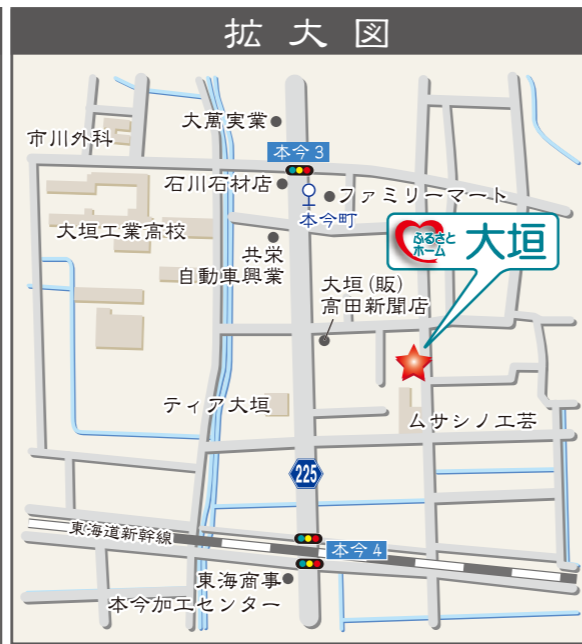 拡大図
大萬実業
市川外科
本今3
石川石材店
ファミリーマート
本今町
大垣工業高校
ふるさと
ホーム
大垣
共栄
自動車興業
大垣(販)
高田新聞店
ティア大垣
ムサシノ工芸
225
東海道新幹線
本今4
東海商事
本今加工センター